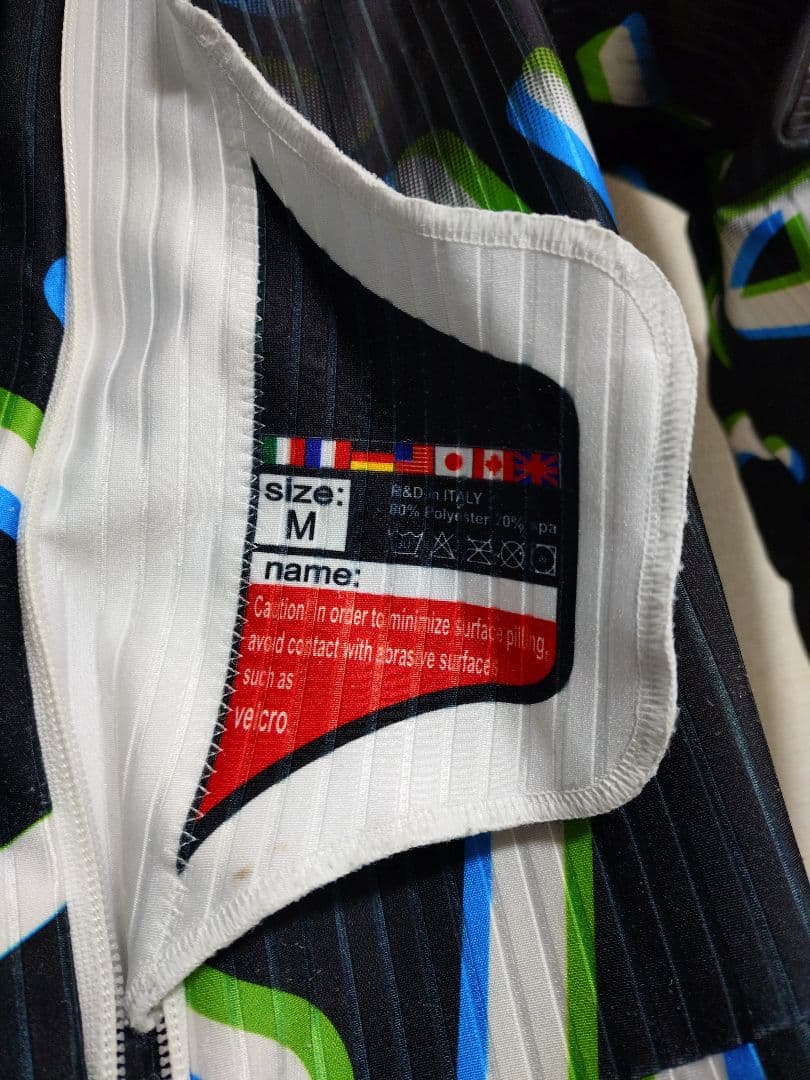 size:
M
R&D in ITALY
80% Polyester 20%
name:
Caution! in order to minimize surface pilling,
avoid contact with abrasive surfaces
such as
velcro.